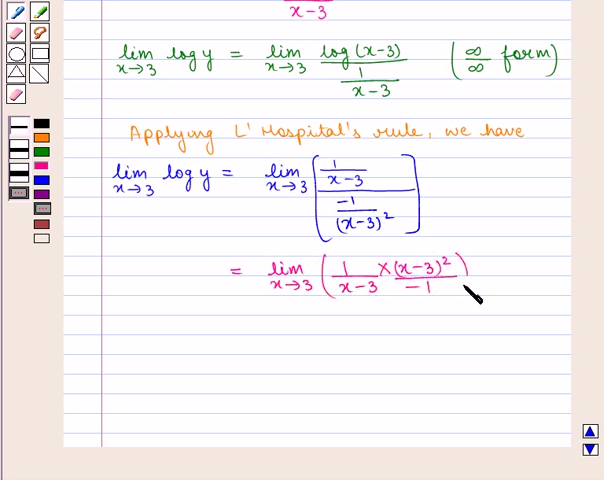 x-3
lim x→3 log y = lim x→3 log(x-3) / (1 / x-3) (∞/∞ form)
Applying L' Hospital's rule, we have
lim x→3 log y = lim x→3 [(1 / x-3) / (-1 / (x-3)²)]
= lim x→3 (1 / x-3 × (x-3)² / -1)